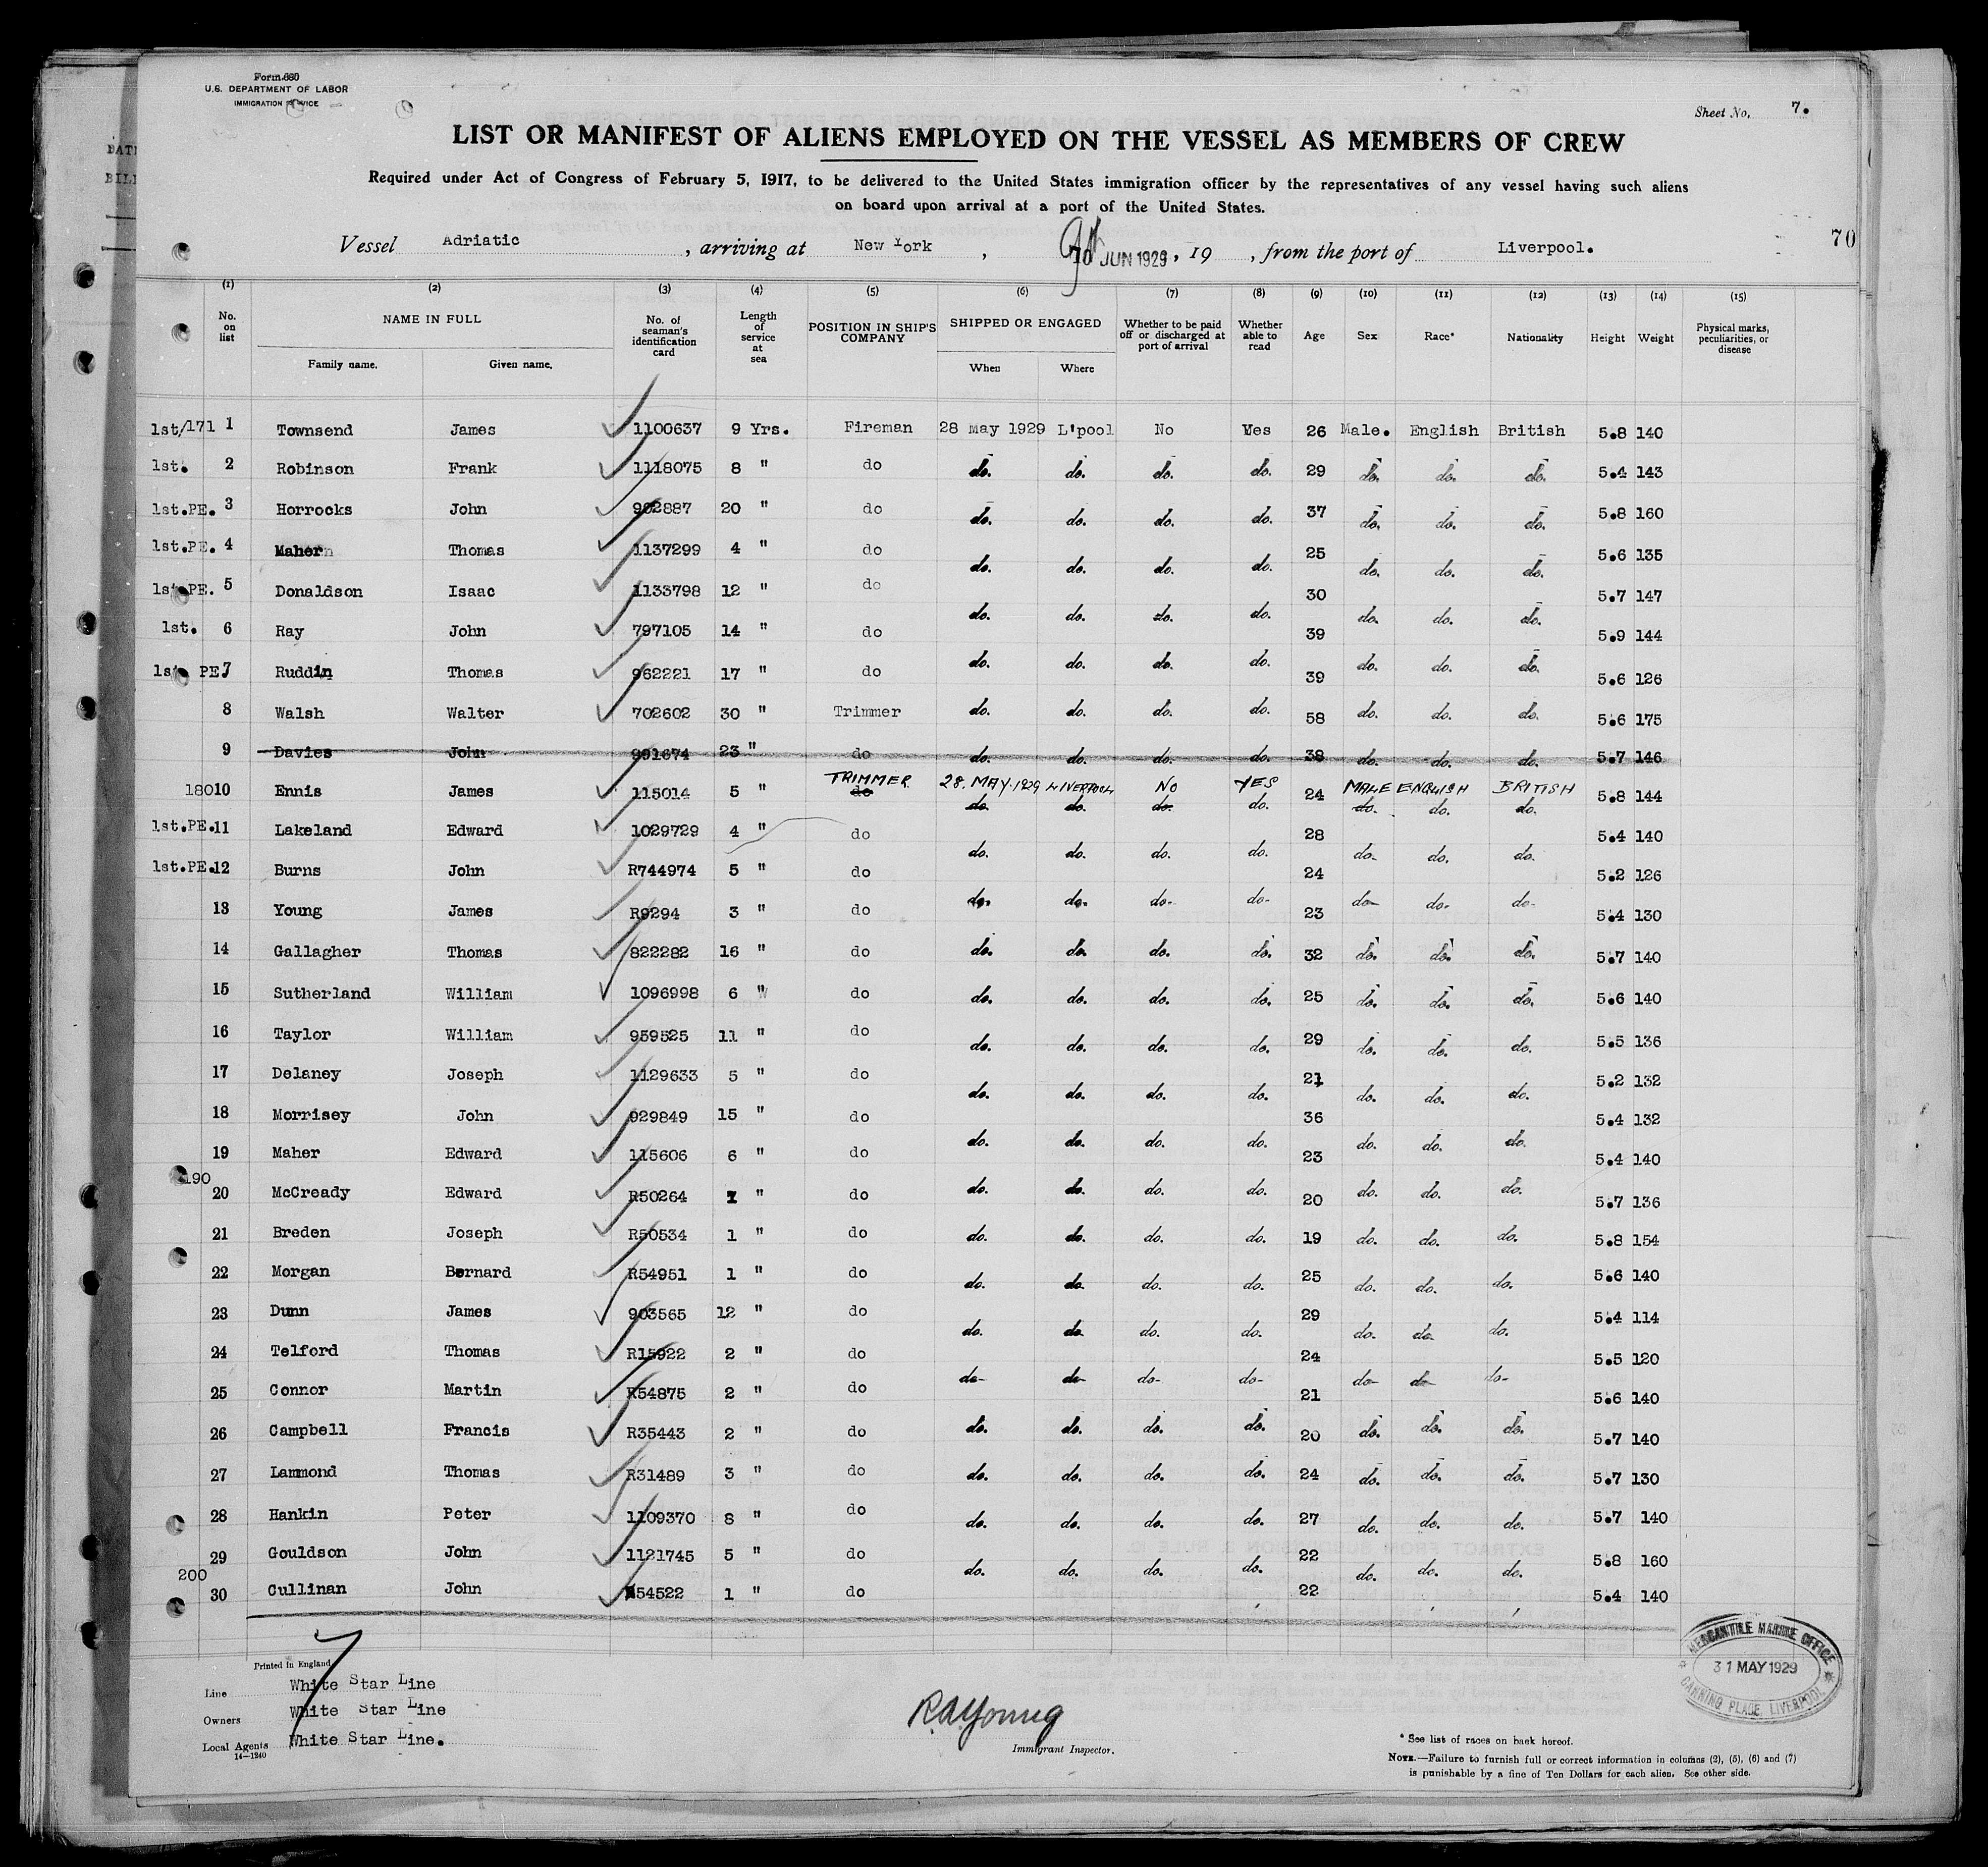 Form 680
U.S. DEPARTMENT OF LABOR
IMMIGRATION SERVICE
Sheet No. 7.
LIST OR MANIFEST OF ALIENS EMPLOYED ON THE VESSEL AS MEMBERS OF CREW
Required under Act of Congress of February 5, 1917, to be delivered to the United States immigration officer by the representatives of any vessel having such aliens
on board upon arrival at a port of the United States.
Vessel Adriatic , arriving at New York , JUN 1929 , 19 , from the port of Liverpool.
70
(1) (2) (3) (4) (5) (6) (7) (8) (9) (10) (11) (12) (13) (14) (15)
No. on list NAME IN FULL Family name. Given name. No. of seaman's identification card Length of service at sea POSITION IN SHIP'S COMPANY SHIPPED OR ENGAGED When Where Whether to be paid off or discharged at port of arrival Whether able to read Age Sex Race* Nationality Height Weight Physical marks, peculiarities, or disease
1st/171 1 Townsend James 1100637 9 Yrs. Fireman 28 May 1929 L'pool No Yes 26 Male. English British 5.8 140
1st. 2 Robinson Frank 1118075 8 " do do. do. do. do. 29 do. do. do. 5.4 143
1st.PE. 3 Horrocks John 902887 20 " do do. do. do. do. 37 do. do. do. 5.8 160
1st.PE. 4 Maher Thomas 1137299 4 " do do. do. do. do. 25 do. do. do. 5.6 135
1st PE. 5 Donaldson Isaac 1133798 12 " do do. do. do. do. 30 do. do. do. 5.7 147
1st. 6 Ray John 797105 14 " do do. do. do. do. 39 do. do. do. 5.9 144
1st PE. 7 Ruddin Thomas 962221 17 " do do. do. do. do. 39 do. do. do. 5.6 126
8 Walsh Walter 702602 30 " Trimmer do. do. do. do. 58 do. do. do. 5.6 175
9 Davies John 991674 23 " do do. do. do. do. 38 do. do. do. 5.7 146
TRIMMER 28. MAY. 1929 LIVERPOOL No YES MALE ENGLISH BRITISH
180 10 Ennis James 115014 5 " do do. do. do. do. 24 do. do. do. 5.8 144
1st.PE. 11 Lakeland Edward 1029729 4 " do do. do. do. do. 28 do. do. do. 5.4 140
1st.PE. 12 Burns John R744974 5 " do do. do. do. do. 24 do. do. do. 5.2 126
13 Young James R9294 3 " do do. do. do. do. 23 do. do. do. 5.4 130
14 Gallagher Thomas 822282 16 " do do. do. do. do. 32 do. do. do. 5.7 140
15 Sutherland William 1096998 6 " do do. do. do. do. 25 do. do. do. 5.6 140
16 Taylor William 959525 11 " do do. do. do. do. 29 do. do. do. 5.5 136
17 Delaney Joseph 1129633 5 " do do. do. do. do. 21 do. do. do. 5.2 132
18 Morrisey John 929849 15 " do do. do. do. do. 36 do. do. do. 5.4 132
19 Maher Edward 115606 6 " do do. do. do. do. 23 do. do. do. 5.4 140
190 20 McCready Edward R50264 1 " do do. do. do. do. 20 do. do. do. 5.7 136
21 Breden Joseph R50534 1 " do do. do. do. do. 19 do. do. do. 5.8 154
22 Morgan Bernard R54951 1 " do do. do. do. do. 25 do. do. do. 5.6 140
23 Dunn James 903565 12 " do do. do. do. do. 29 do. do. do. 5.4 114
24 Telford Thomas R15922 2 " do do. do. do. do. 24 do. do. do. 5.5 120
25 Connor Martin R54875 2 " do do. do. do. do. 21 do. do. do. 5.6 140
26 Campbell Francis R35443 2 " do do. do. do. do. 20 do. do. do. 5.7 140
27 Lammond Thomas R31489 3 " do do. do. do. do. 24 do. do. do. 5.7 130
28 Hankin Peter 1109370 8 " do do. do. do. do. 27 do. do. do. 5.7 140
29 Gouldson John 1121745 5 " do do. do. do. do. 22 do. do. do. 5.8 160
200 30 Cullinan John 54522 1 " do 22 5.4 140
Printed in England
Line White Star Line
Owners White Star Line
Local Agents White Star Line.
14—1240
7
R A Young
Immigrant Inspector.
MERCANTILE MARINE OFFICE
31 MAY 1929
CANNING PLACE, LIVERPOOL
* See list of races on back hereof.
NOTE.—Failure to furnish full or correct information in columns (2), (5), (6) and (7)
is punishable by a fine of Ten Dollars for each alien. See other side.